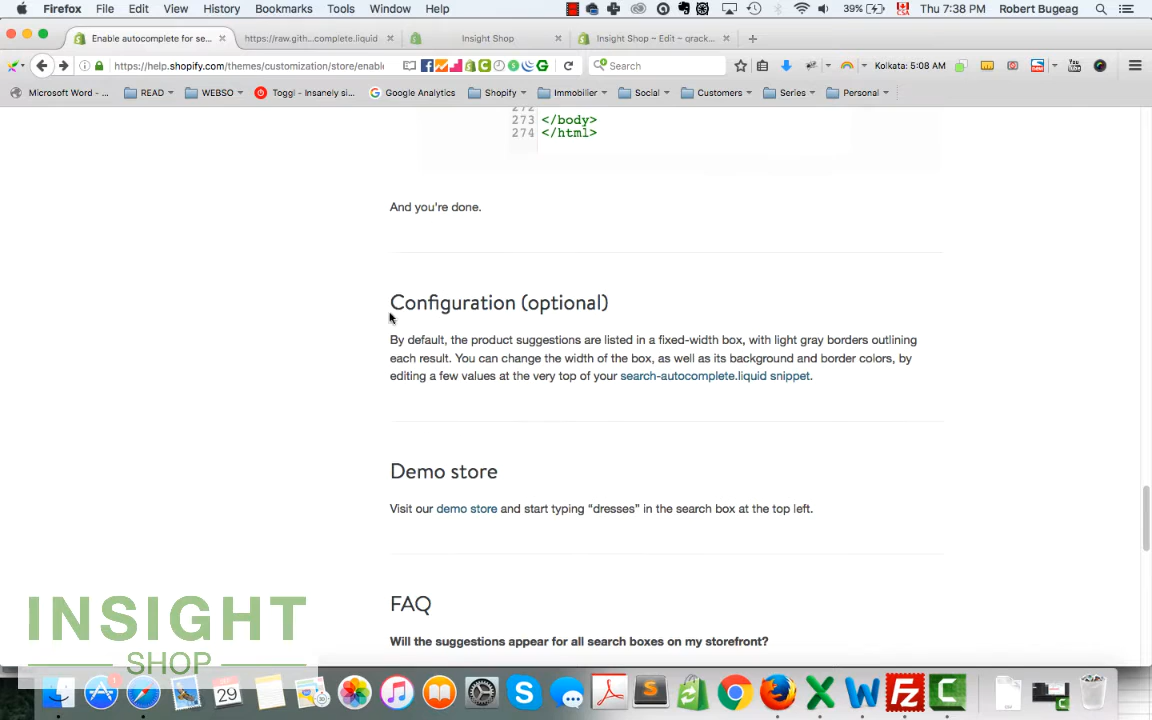 Firefox File Edit View History Bookmarks Tools Window Help 39% Thu 7:38 PM Robert Bugeag
Enable autocomplete for se... https://raw.gith...complete.liquid Insight Shop Insight Shop ~ Edit ~ qrack...
https://help.shopify.com/themes/customization/store/enable Search Kolkata: 5:08 AM
Microsoft Word - ... READ WEBSO Toggl - Insanely si... Google Analytics Shopify Immobilier Social Customers Series Personal
272
273 </body>
274 </html>
And you're done.
Configuration (optional)
By default, the product suggestions are listed in a fixed-width box, with light gray borders outlining
each result. You can change the width of the box, as well as its background and border colors, by
editing a few values at the very top of your search-autocomplete.liquid snippet.
Demo store
Visit our demo store and start typing “dresses” in the search box at the top left.
FAQ
Will the suggestions appear for all search boxes on my storefront?
INSIGHT
SHOP